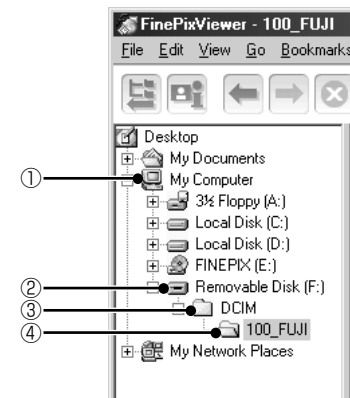 FinePixViewer - 100_FUJI
File Edit View Go Bookmarks
Desktop
My Documents
① My Computer
3½ Floppy (A:)
Local Disk (C:)
Local Disk (D:)
FINEPIX (E:)
② Removable Disk (F:)
③ DCIM
④ 100_FUJI
My Network Places